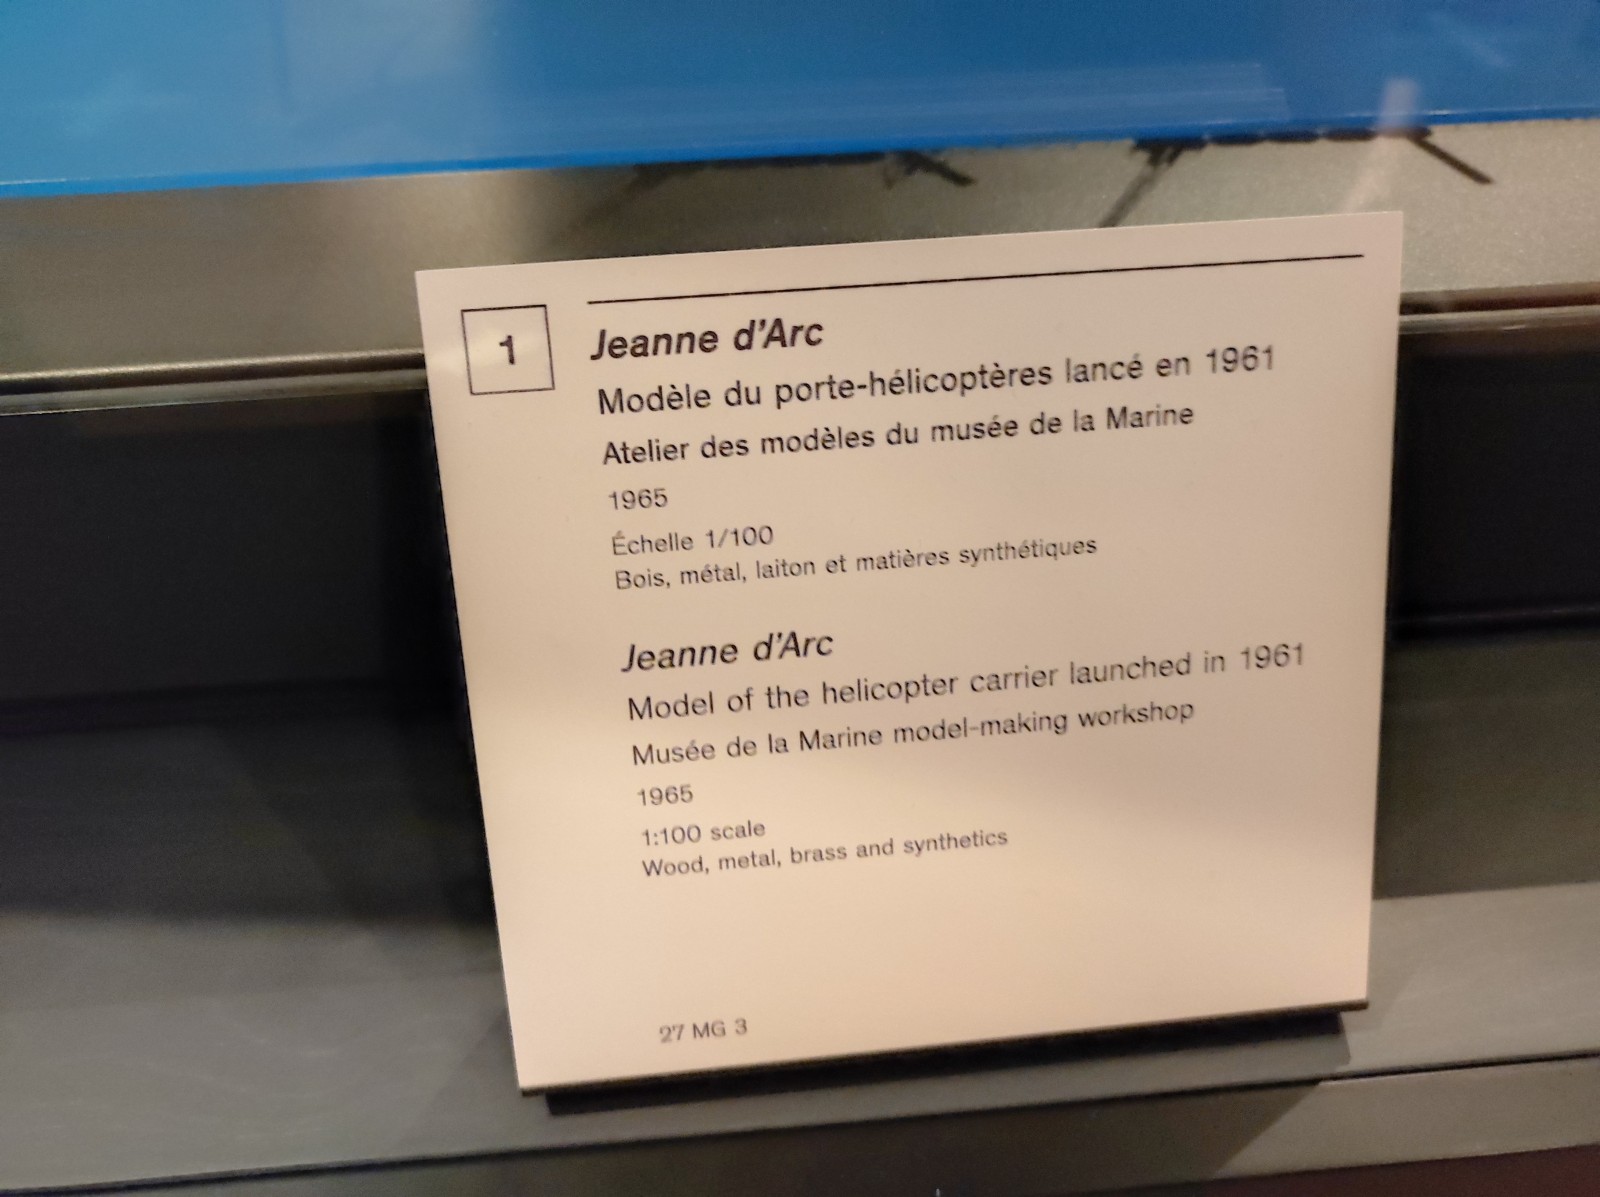 1
Jeanne d'Arc
Modèle du porte-hélicoptères lancé en 1961
Atelier des modèles du musée de la Marine
1965
Échelle 1/100
Bois, métal, laiton et matières synthétiques
Jeanne d'Arc
Model of the helicopter carrier launched in 1961
Musée de la Marine model-making workshop
1965
1:100 scale
Wood, metal, brass and synthetics
27 MG 3